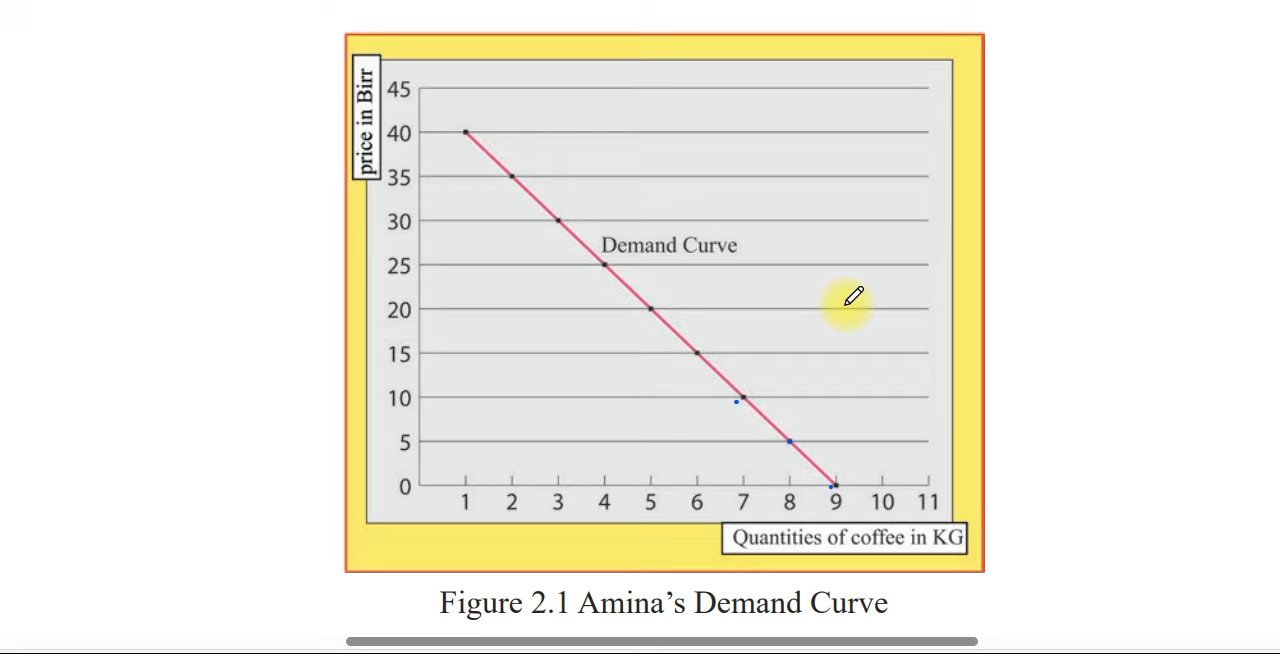 price in Birr
45
40
35
30
Demand Curve
25
20
15
10
5
0
1 2 3 4 5 6 7 8 9 10 11
Quantities of coffee in KG
Figure 2.1 Amina’s Demand Curve